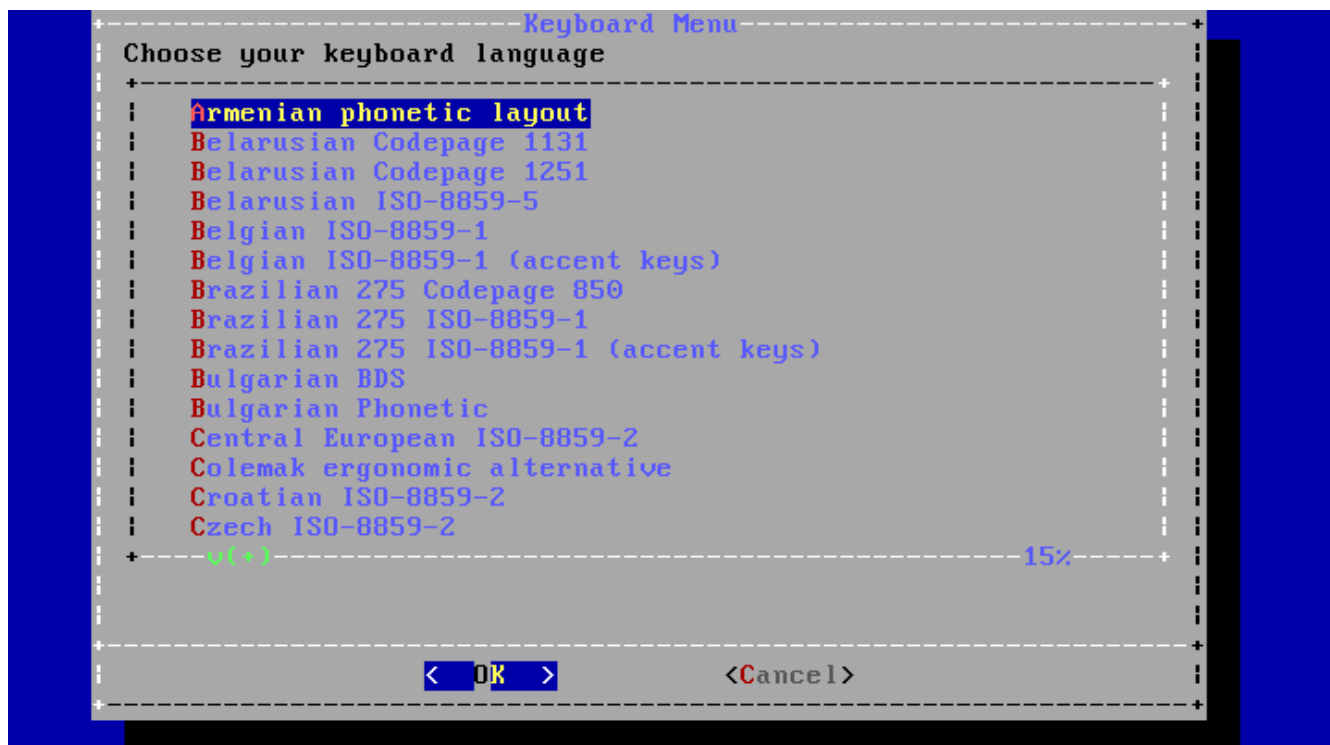 Keyboard Menu
Choose your keyboard language
Armenian phonetic layout
Belarusian Codepage 1131
Belarusian Codepage 1251
Belarusian ISO-8859-5
Belgian ISO-8859-1
Belgian ISO-8859-1 (accent keys)
Brazilian 275 Codepage 850
Brazilian 275 ISO-8859-1
Brazilian 275 ISO-8859-1 (accent keys)
Bulgarian BDS
Bulgarian Phonetic
Central European ISO-8859-2
Colemak ergonomic alternative
Croatian ISO-8859-2
Czech ISO-8859-2
v(+) 15%
< OK > <Cancel>